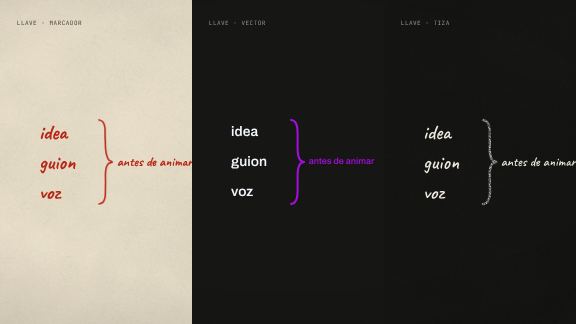 LLAVE · MARCADOR
idea
guion
voz
antes de animar
LLAVE · VECTOR
idea
guion
voz
antes de animar
LLAVE · TIZA
idea
guion
voz
antes de animar